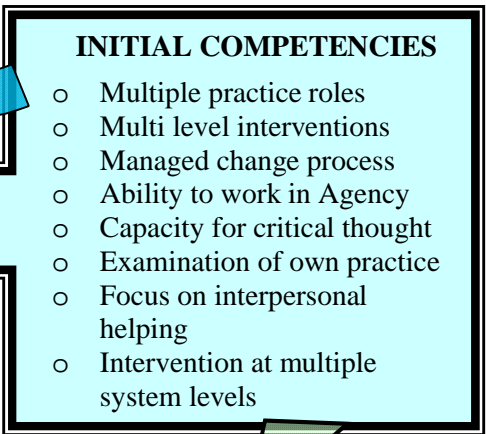 INITIAL COMPETENCIES
o Multiple practice roles
o Multi level interventions
o Managed change process
o Ability to work in Agency
o Capacity for critical thought
o Examination of own practice
o Focus on interpersonal
helping
o Intervention at multiple
system levels